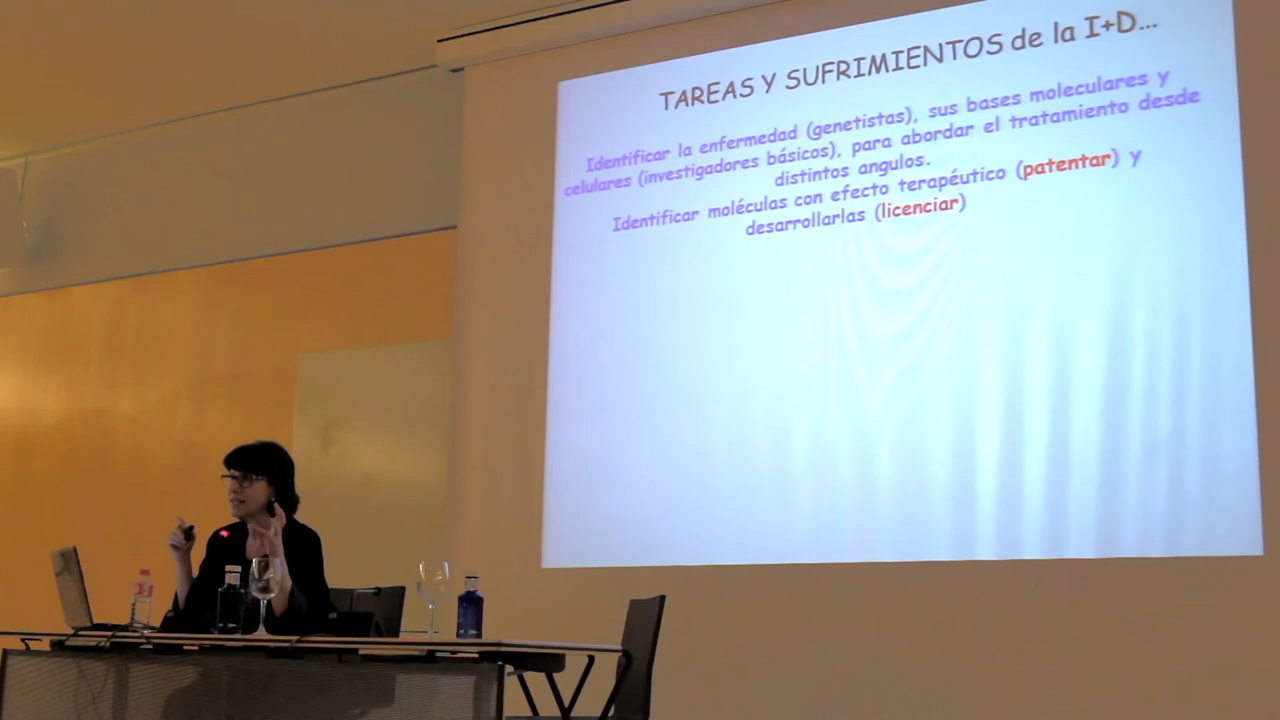 TAREAS Y SUFRIMIENTOS de la I+D...
Identificar la enfermedad (genetistas), sus bases moleculares y
celulares (investigadores básicos), para abordar el tratamiento desde
distintos angulos.
Identificar moléculas con efecto terapéutico (patentar) y
desarrollarlas (licenciar)